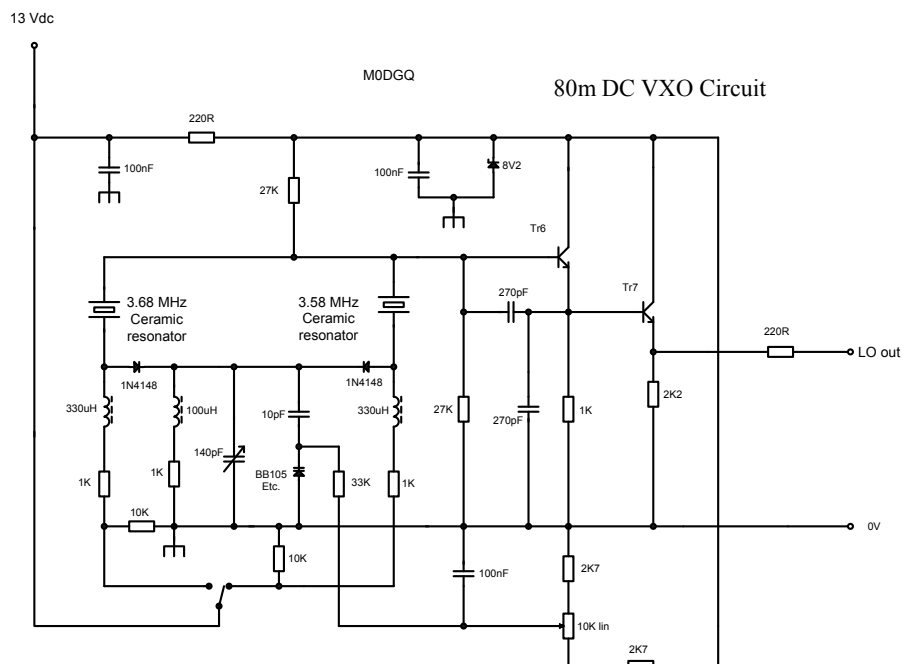 13 Vdc
M0DGQ
80m DC VXO Circuit
220R
100nF
100nF
8V2
27K
Tr6
3.68 MHz
Ceramic
resonator
3.58 MHz
Ceramic
resonator
270pF
Tr7
220R
LO out
1N4148
1N4148
330uH
100uH
10pF
330uH
27K
270pF
1K
2K2
140pF
1K
1K
BB105
Etc.
33K
1K
10K
0V
10K
100nF
2K7
10K lin
2K7